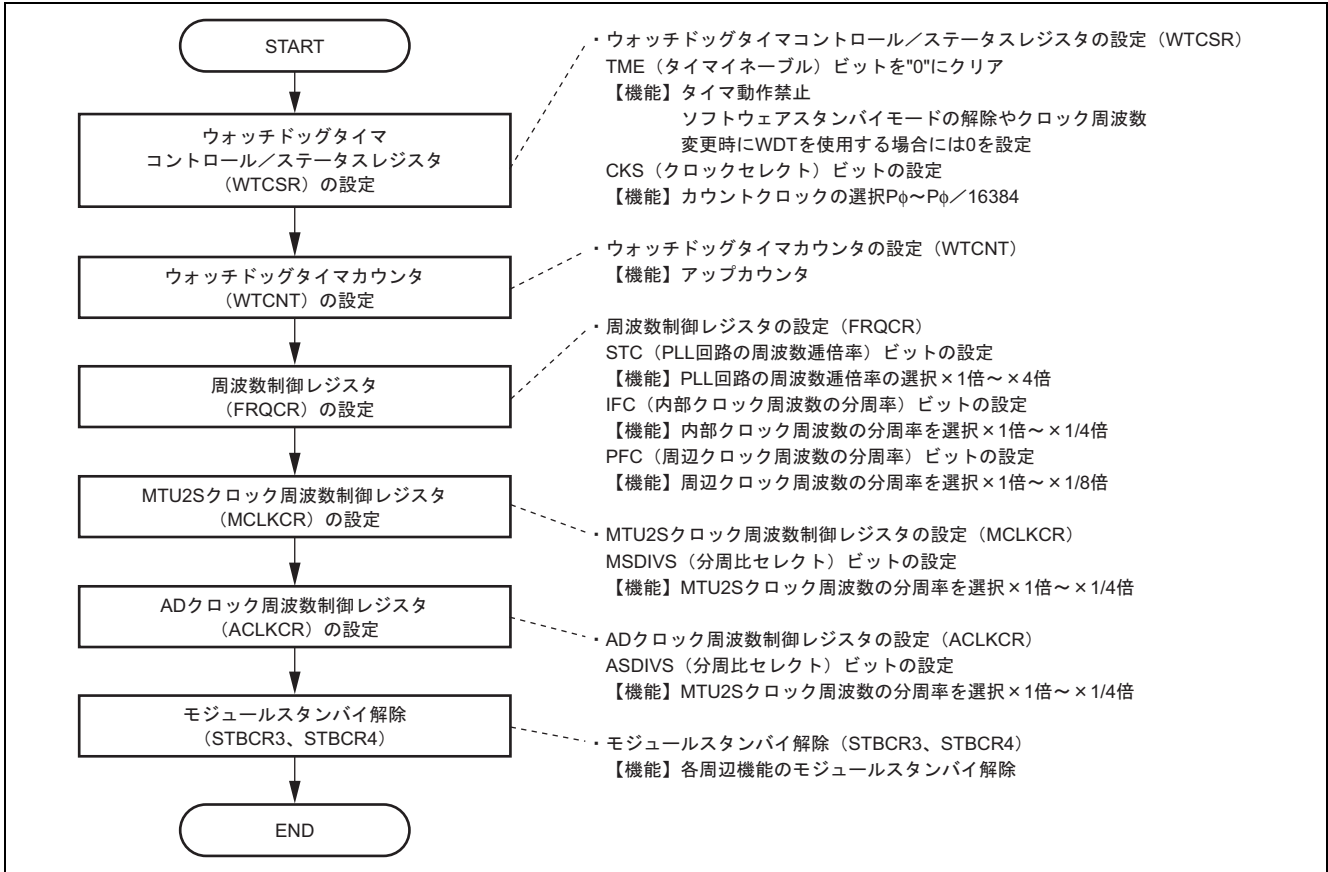 START
ウォッチドッグタイマ
コントロール／ステータスレジスタ
（WTCSR）の設定
ウォッチドッグタイマカウンタ
（WTCNT）の設定
周波数制御レジスタ
（FRQCR）の設定
MTU2Sクロック周波数制御レジスタ
（MCLKCR）の設定
ADクロック周波数制御レジスタ
（ACLKCR）の設定
モジュールスタンバイ解除
（STBCR3、STBCR4）
END
・ウォッチドッグタイマコントロール／ステータスレジスタの設定（WTCSR）
TME（タイマイネーブル）ビットを"0"にクリア
【機能】タイマ動作禁止
ソフトウェアスタンバイモードの解除やクロック周波数
変更時にWDTを使用する場合には0を設定
CKS（クロックセレクト）ビットの設定
【機能】カウントクロックの選択Pφ～Pφ／16384
・ウォッチドッグタイマカウンタの設定（WTCNT）
【機能】アップカウンタ
・周波数制御レジスタの設定（FRQCR）
STC（PLL回路の周波数逓倍率）ビットの設定
【機能】PLL回路の周波数逓倍率の選択×1倍～×4倍
IFC（内部クロック周波数の分周率）ビットの設定
【機能】内部クロック周波数の分周率を選択×1倍～×1/4倍
PFC（周辺クロック周波数の分周率）ビットの設定
【機能】周辺クロック周波数の分周率を選択×1倍～×1/8倍
・MTU2Sクロック周波数制御レジスタの設定（MCLKCR）
MSDIVS（分周比セレクト）ビットの設定
【機能】MTU2Sクロック周波数の分周率を選択×1倍～×1/4倍
・ADクロック周波数制御レジスタの設定（ACLKCR）
ASDIVS（分周比セレクト）ビットの設定
【機能】MTU2Sクロック周波数の分周率を選択×1倍～×1/4倍
・モジュールスタンバイ解除（STBCR3、STBCR4）
【機能】各周辺機能のモジュールスタンバイ解除